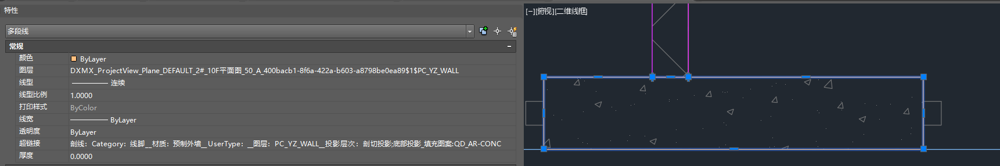 特性
[−][俯视][二维线框]
多段线
常规
颜色 ByLayer
图层 DXMX_ProjectView_Plane_DEFAULT_2#_10F平面图_50_A_400bacb1-8f6a-422a-b603-a8798be0ea89$1$PC_YZ_WALL
线型 连续
线型比例 1.0000
打印样式 ByColor
线宽 ByLayer
透明度 ByLayer
超链接 剖线：Category：线脚__材质：预制外墙__UserType：__图层：PC_YZ_WALL__投影层次：剖切投影;底部投影_填充图案:QD_AR-CONC
厚度 0.0000